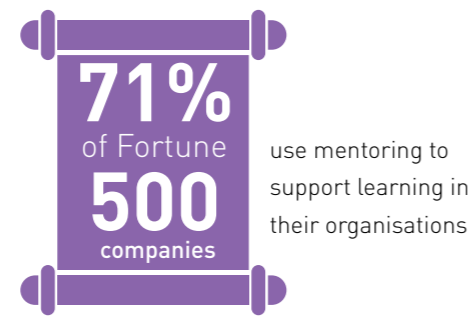 71%
of Fortune
500
companies
use mentoring to
support learning in
their organisations